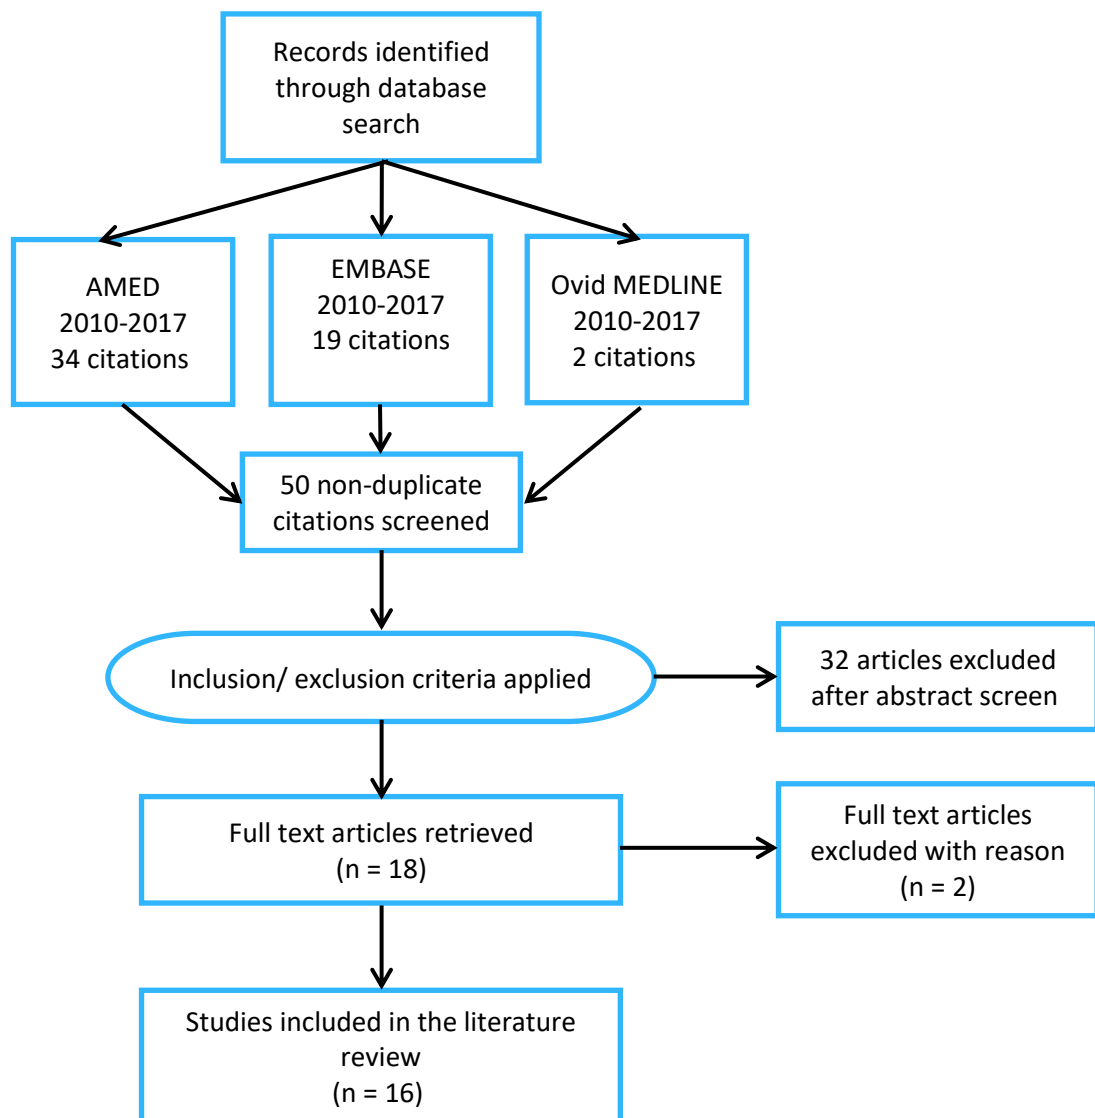 Records identified
through database
search
AMED
2010-2017
34 citations
EMBASE
2010-2017
19 citations
Ovid MEDLINE
2010-2017
2 citations
50 non-duplicate
citations screened
Inclusion/ exclusion criteria applied
32 articles excluded
after abstract screen
Full text articles retrieved
(n = 18)
Full text articles
excluded with reason
(n = 2)
Studies included in the literature
review
(n = 16)